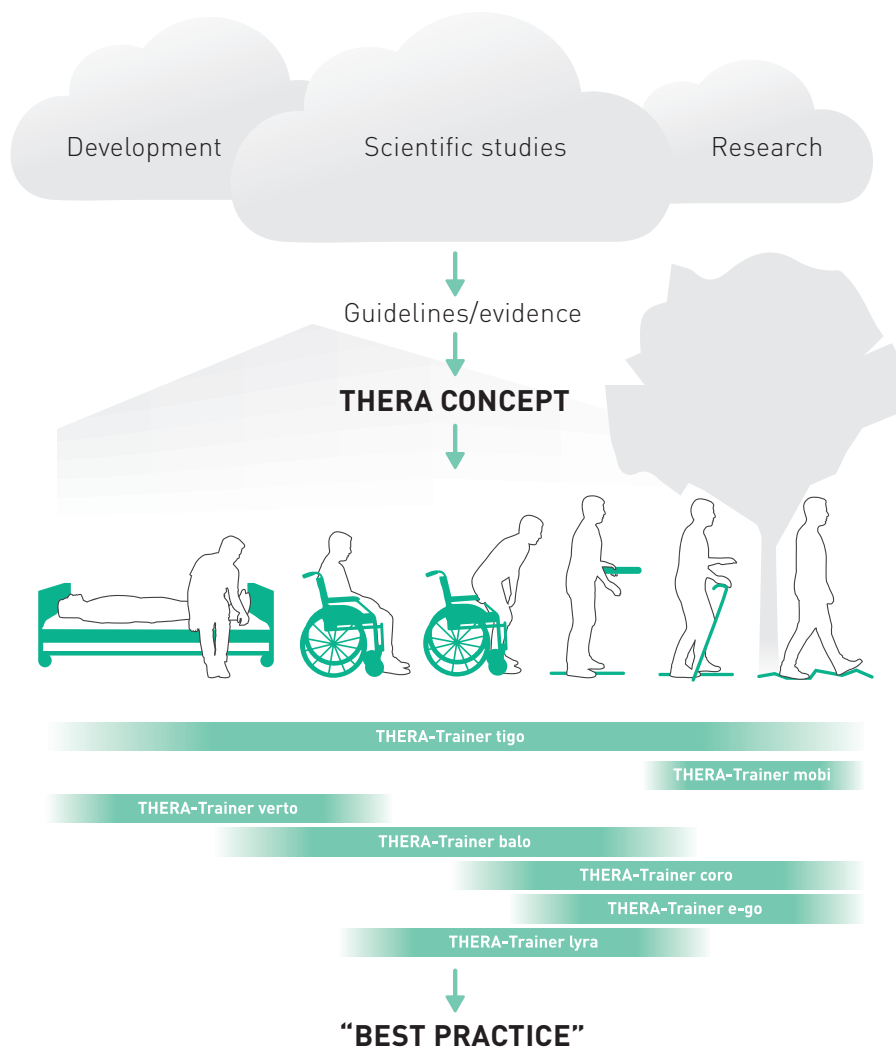 Development
Scientific studies
Research
Guidelines/evidence
THERA CONCEPT
THERA-Trainer tigo
THERA-Trainer mobi
THERA-Trainer verto
THERA-Trainer balo
THERA-Trainer coro
THERA-Trainer e-go
THERA-Trainer lyra
“BEST PRACTICE”